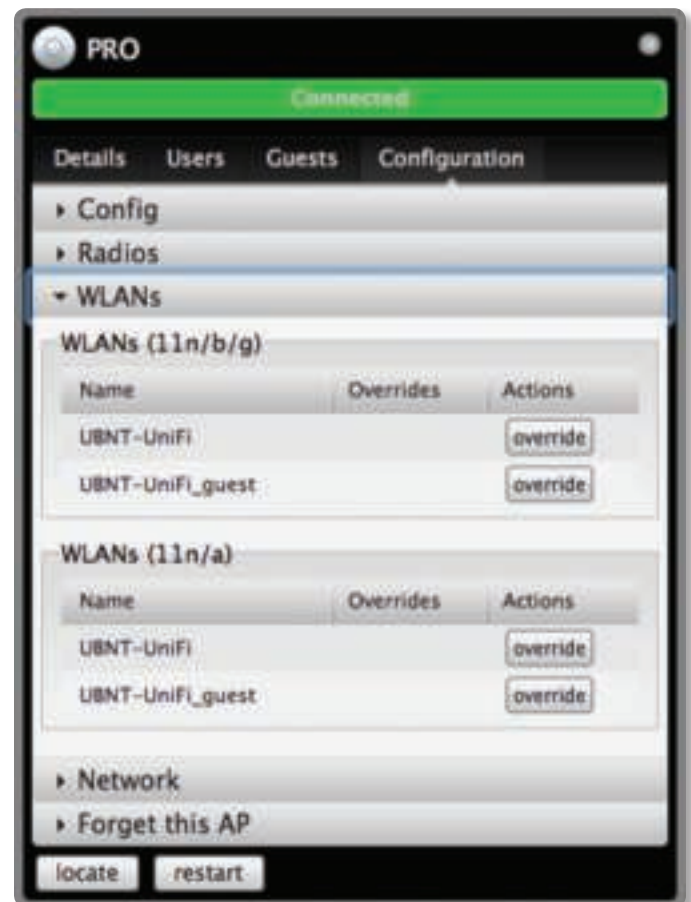 PRO
Connected
Details Users Guests Configuration
Config
Radios
WLANs
WLANs (11n/b/g)
Name Overrides Actions
UBNT-UniFi override
UBNT-UniFi_guest override
WLANs (11n/a)
Name Overrides Actions
UBNT-UniFi override
UBNT-UniFi_guest override
Network
Forget this AP
locate restart